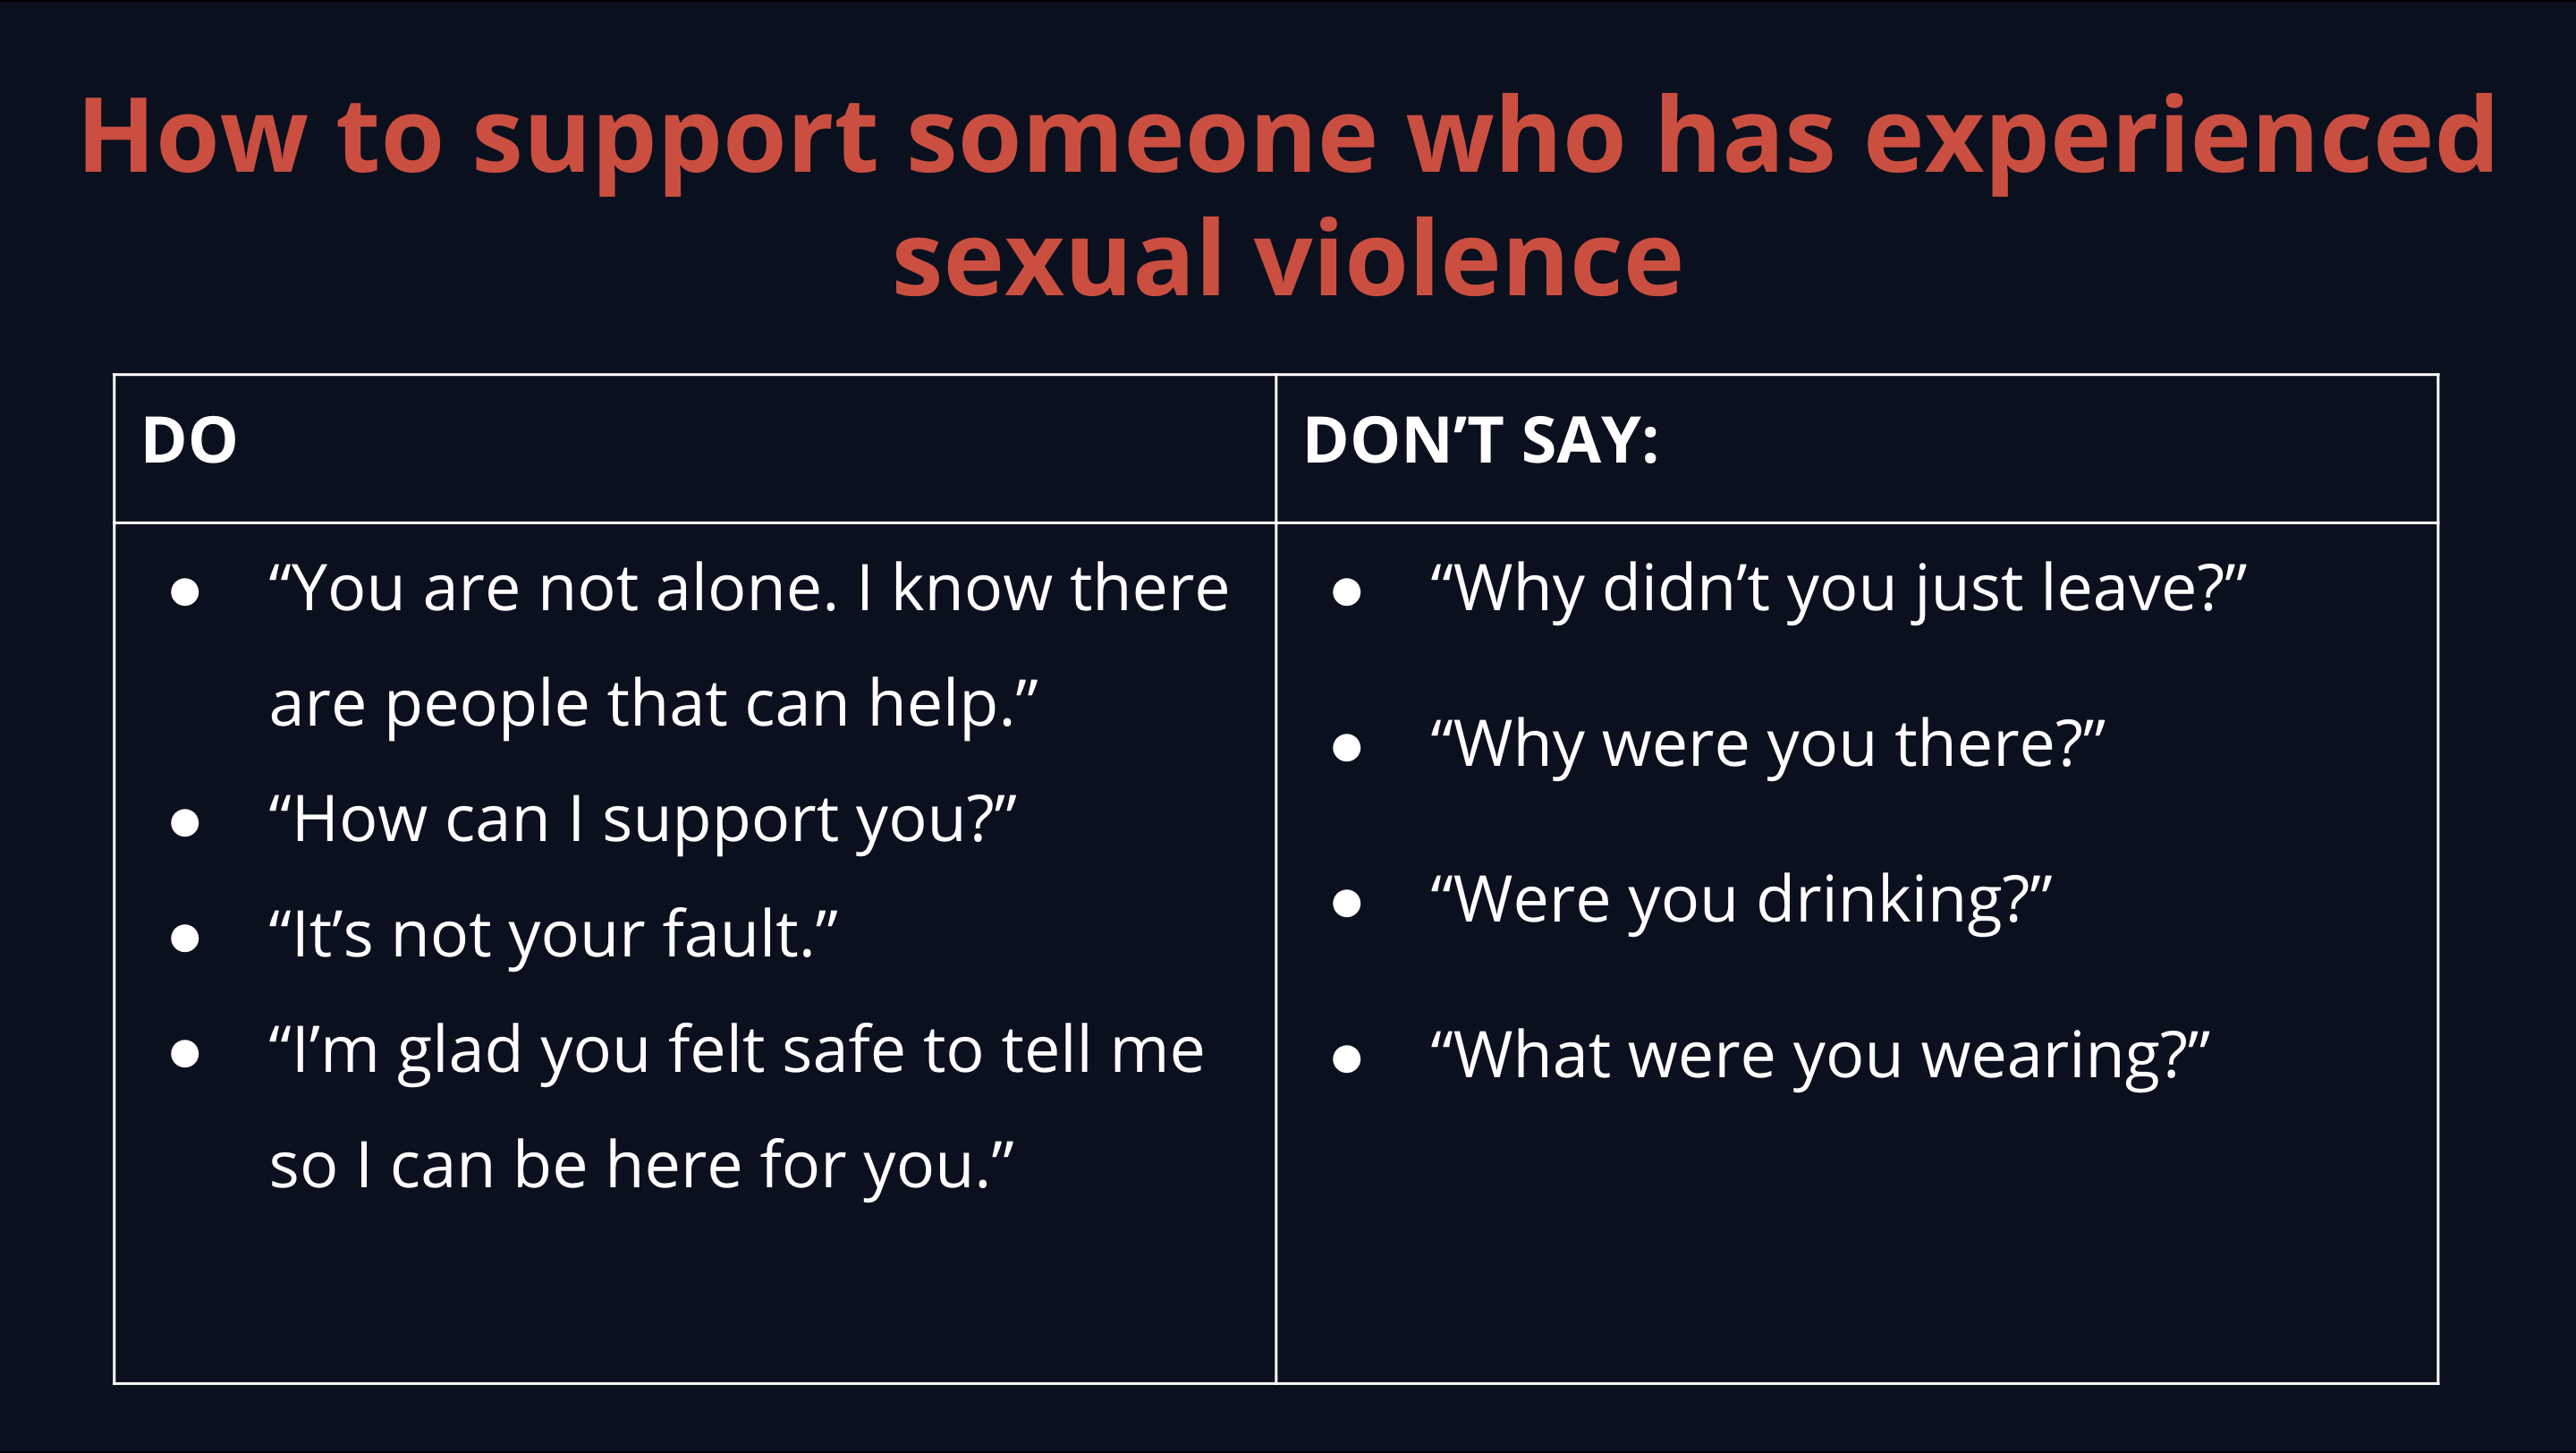 How to support someone who has experienced
sexual violence
DO
DON’T SAY:
● “You are not alone. I know there
are people that can help.”
● “How can I support you?”
● “It’s not your fault.”
● “I’m glad you felt safe to tell me
so I can be here for you.”
● “Why didn’t you just leave?”
● “Why were you there?”
● “Were you drinking?”
● “What were you wearing?”